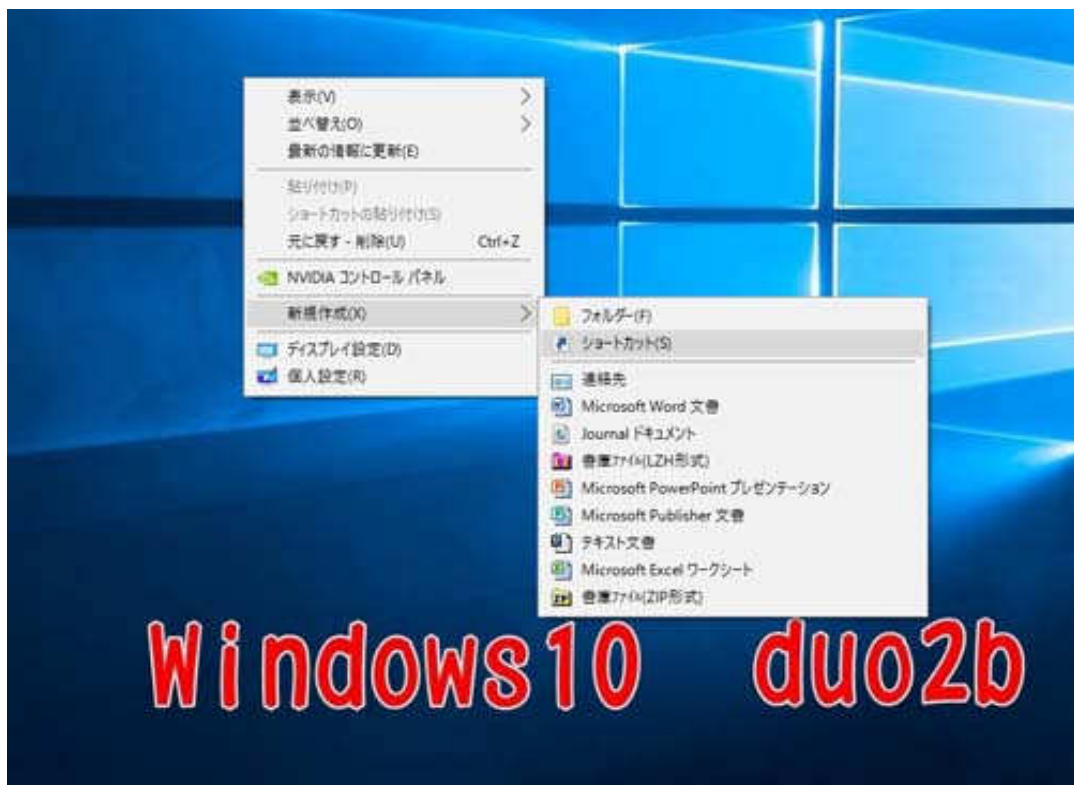 表示(V)
並べ替え(O)
最新の情報に更新(E)
貼り付け(P)
ショートカットの貼り付け(S)
元に戻す - 削除(U) Ctrl+Z
NVIDIA コントロール パネル
新規作成(X)
ディスプレイ設定(D)
個人設定(R)
フォルダー(F)
ショートカット(S)
連絡先
Microsoft Word 文書
Journal ドキュメント
書庫ファイル(LZH形式)
Microsoft PowerPoint プレゼンテーション
Microsoft Publisher 文書
テキスト文書
Microsoft Excel ワークシート
書庫ファイル(ZIP形式)
Windows10 duo2b